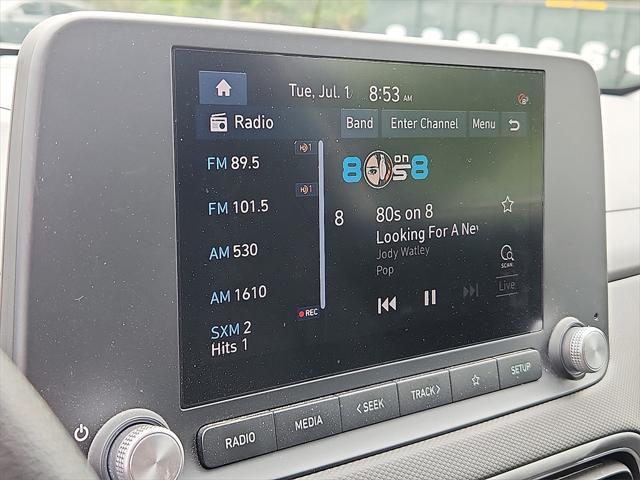 Tue, Jul. 1 8:53 AM
Radio Band Enter Channel Menu
FM 89.5
FM 101.5
AM 530
AM 1610
SXM 2
Hits 1
REC
80s on 8
8
80s on 8
Looking For A Nev
Jody Watley
Pop
SCAN
Live
RADIO
MEDIA
< SEEK
TRACK >
SETUP